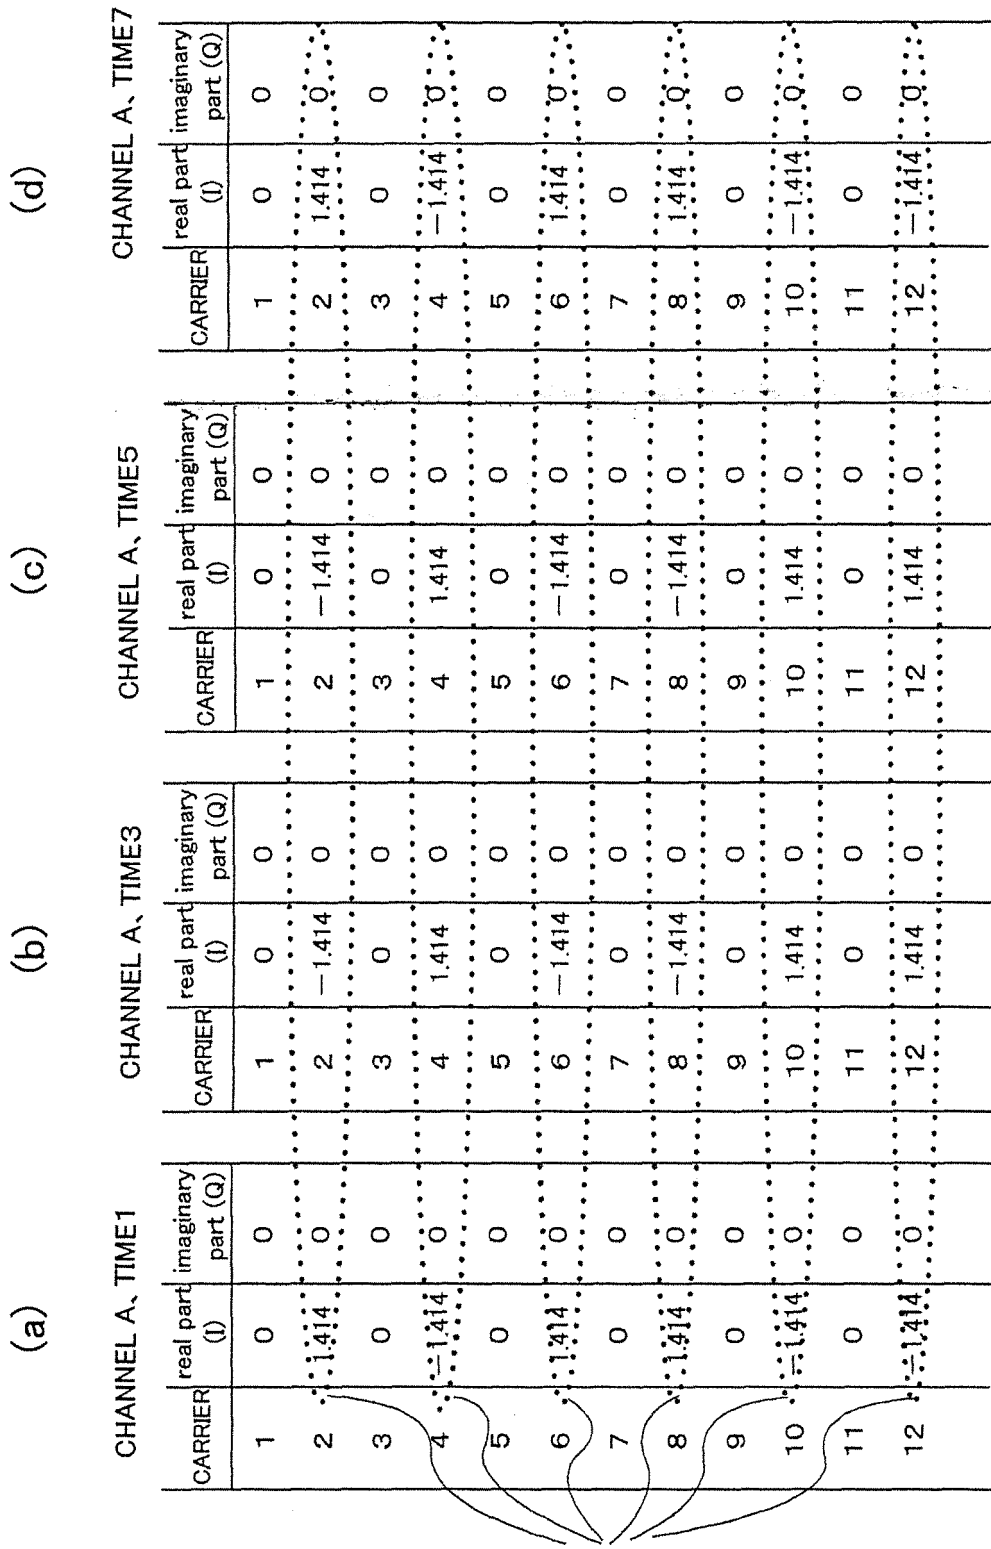 (a)
CHANNEL A、TIME1
CARRIER real part (I) imaginary part (Q)
1 0 0
2 1.414 0
3 0 0
4 −1.414 0
5 0 0
6 1.414 0
7 0 0
8 1.414 0
9 0 0
10 −1.414 0
11 0 0
12 −1.414 0
(b)
CHANNEL A、TIME3
CARRIER real part (I) imaginary part (Q)
1 0 0
2 −1.414 0
3 0 0
4 1.414 0
5 0 0
6 −1.414 0
7 0 0
8 −1.414 0
9 0 0
10 1.414 0
11 0 0
12 1.414 0
(c)
CHANNEL A、TIME5
CARRIER real part (I) imaginary part (Q)
1 0 0
2 −1.414 0
3 0 0
4 1.414 0
5 0 0
6 −1.414 0
7 0 0
8 −1.414 0
9 0 0
10 1.414 0
11 0 0
12 1.414 0
(d)
CHANNEL A、TIME7
CARRIER real part (I) imaginary part (Q)
1 0 0
2 1.414 0
3 0 0
4 −1.414 0
5 0 0
6 1.414 0
7 0 0
8 1.414 0
9 0 0
10 −1.414 0
11 0 0
12 −1.414 0